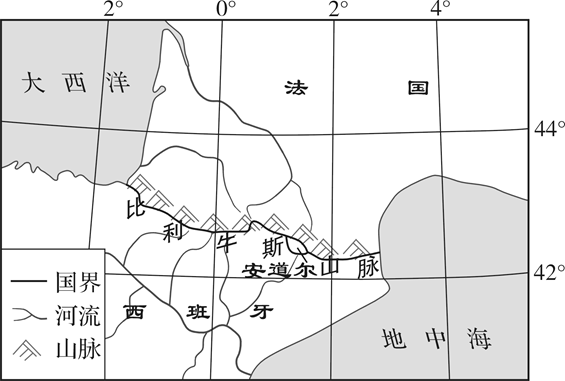 2° 0° 2° 4°
大西洋
法国
44°
比利牛斯山脉
安道尔
42°
国界
河流
山脉
西班牙
地中海